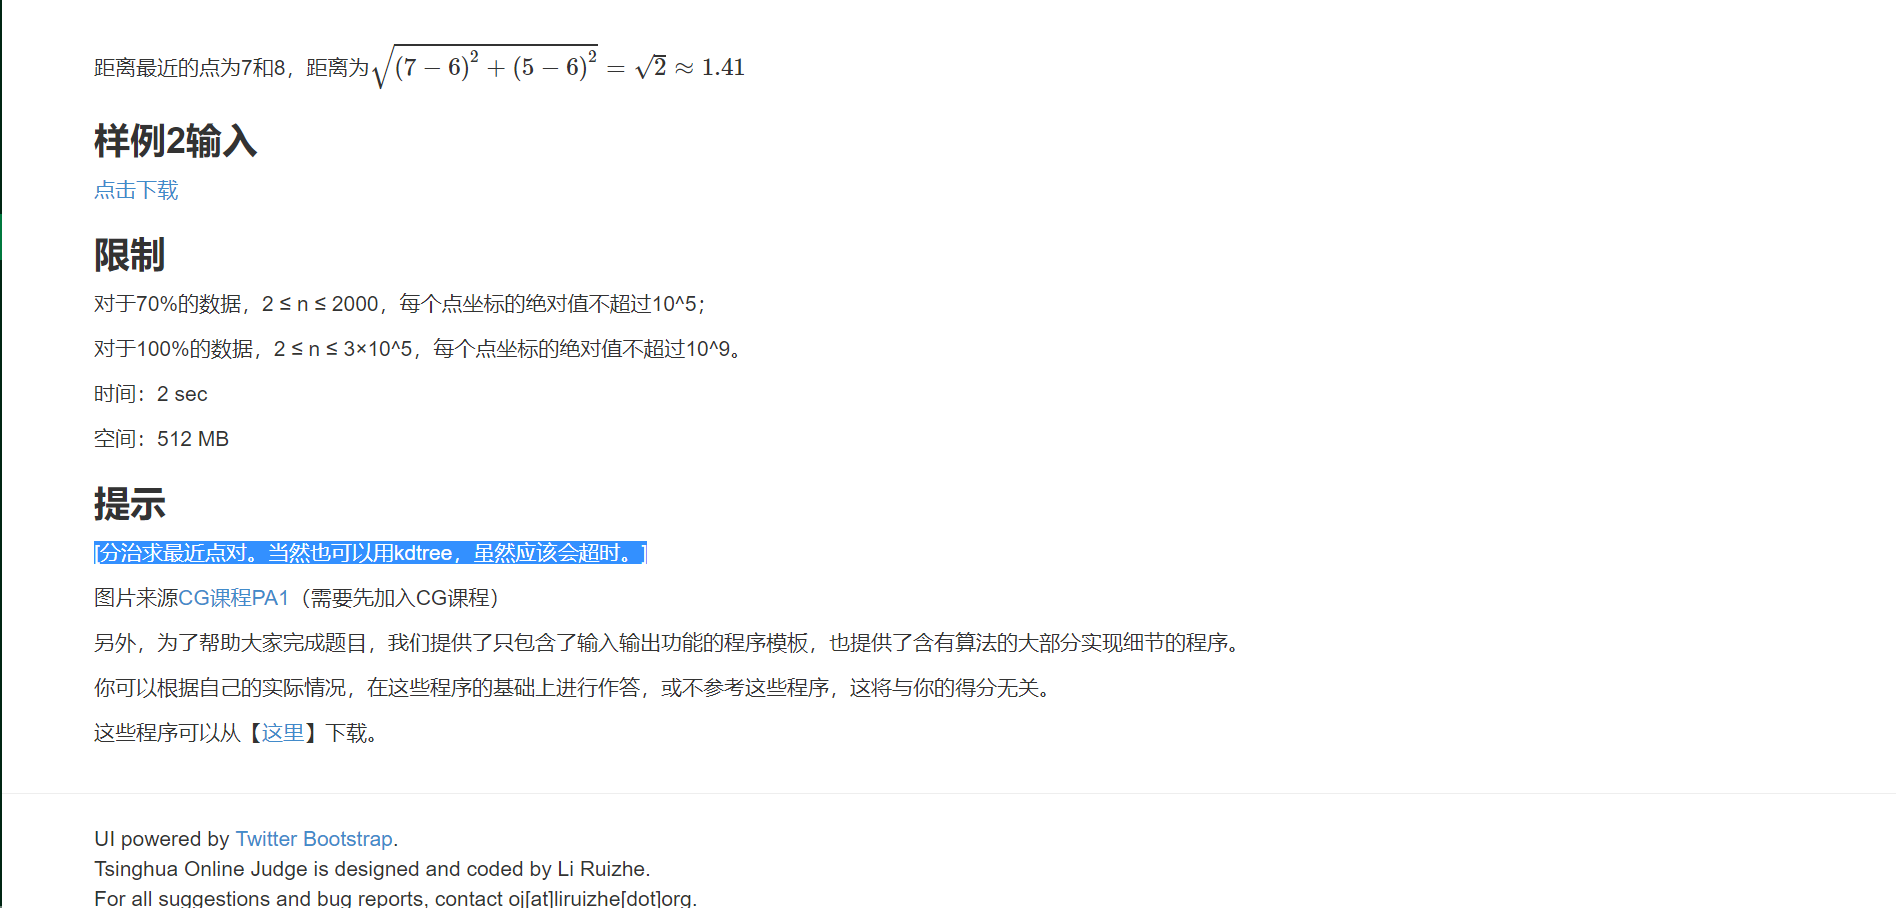 距离最近的点为7和8，距离为√(7 − 6)² + (5 − 6)² = √2 ≈ 1.41
样例2输入
点击下载
限制
对于70%的数据，2 ≤ n ≤ 2000，每个点坐标的绝对值不超过10^5；
对于100%的数据，2 ≤ n ≤ 3×10^5，每个点坐标的绝对值不超过10^9。
时间：2 sec
空间：512 MB
提示
[分治求最近点对。当然也可以用kdtree，虽然应该会超时。]
图片来源CG课程PA1（需要先加入CG课程）
另外，为了帮助大家完成题目，我们提供了只包含了输入输出功能的程序模板，也提供了含有算法的大部分实现细节的程序。
你可以根据自己的实际情况，在这些程序的基础上进行作答，或不参考这些程序，这将与你的得分无关。
这些程序可以从【这里】下载。
UI powered by Twitter Bootstrap.
Tsinghua Online Judge is designed and coded by Li Ruizhe.
For all suggestions and bug reports, contact oj[at]liruizhe[dot]org.